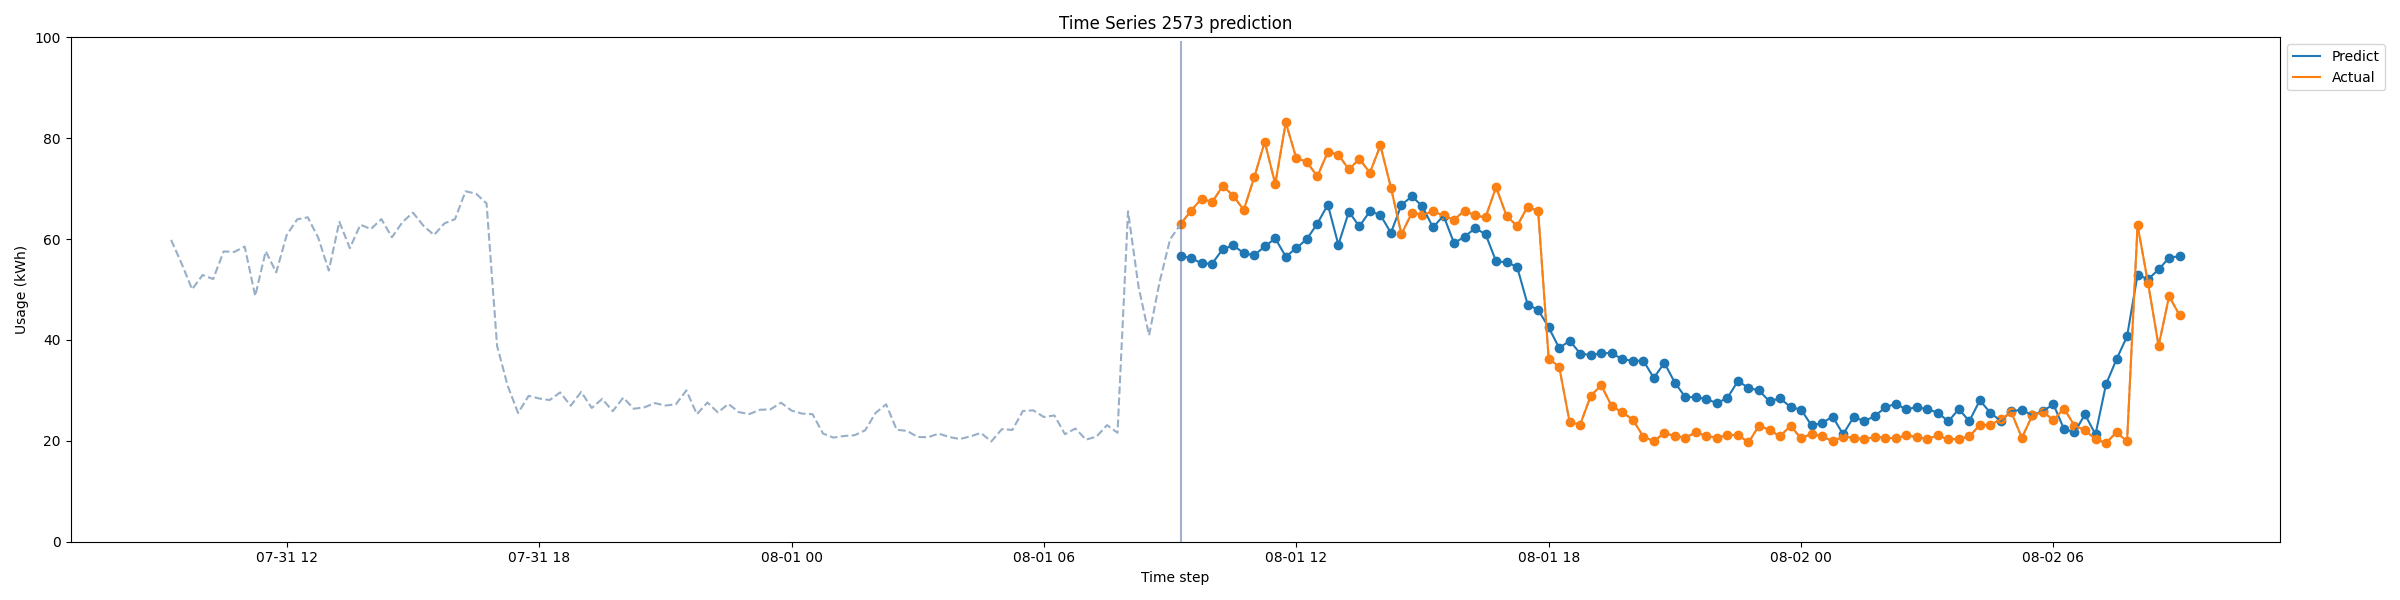 Time Series 2573 prediction
100
80
60
40
20
0
Usage (kWh)
07-31 12
07-31 18
08-01 00
08-01 06
08-01 12
08-01 18
08-02 00
08-02 06
Time step
Predict
Actual